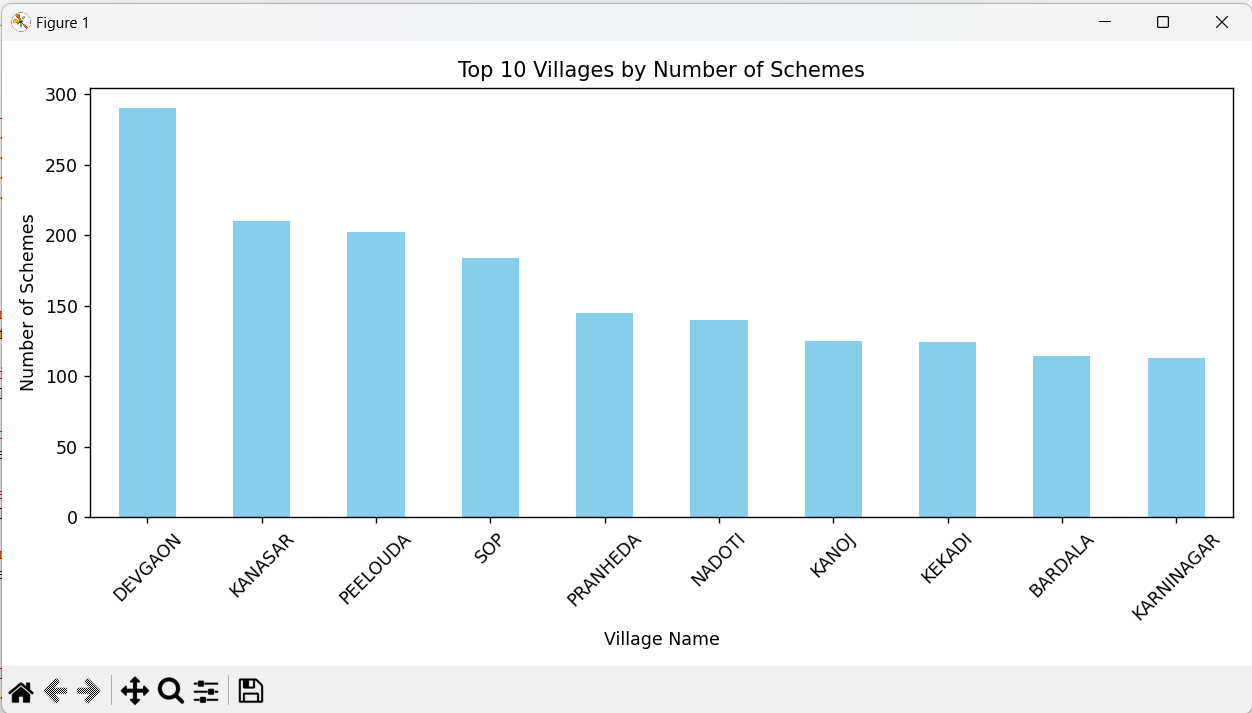 Figure 1
Top 10 Villages by Number of Schemes
300
250
200
150
100
50
0
Number of Schemes
DEVGAON
KANASAR
PEELOUDA
SOP
PRANHEDA
NADOTI
KANOJ
KEKADI
BARDALA
KARNINAGAR
Village Name